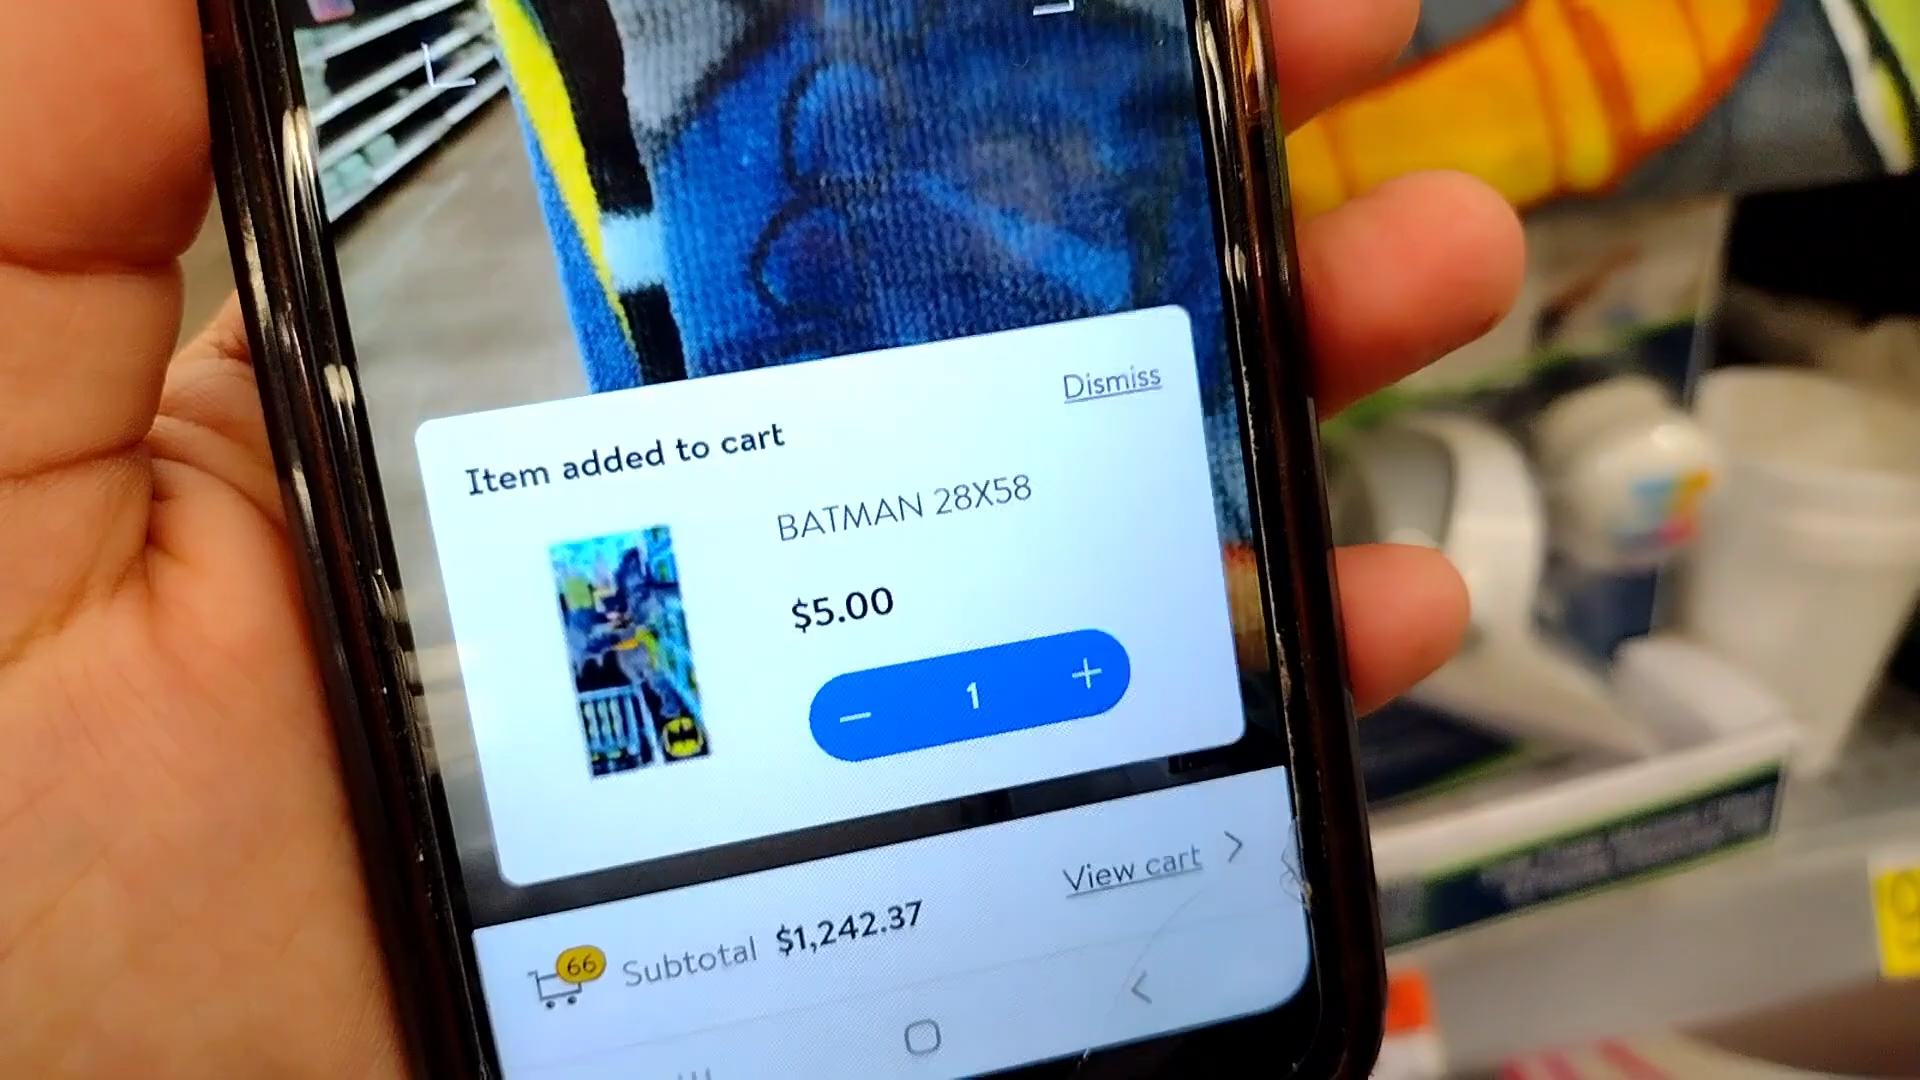 Dismiss
Item added to cart
BATMAN 28X58
$5.00
1
View cart
66
Subtotal $1,242.37